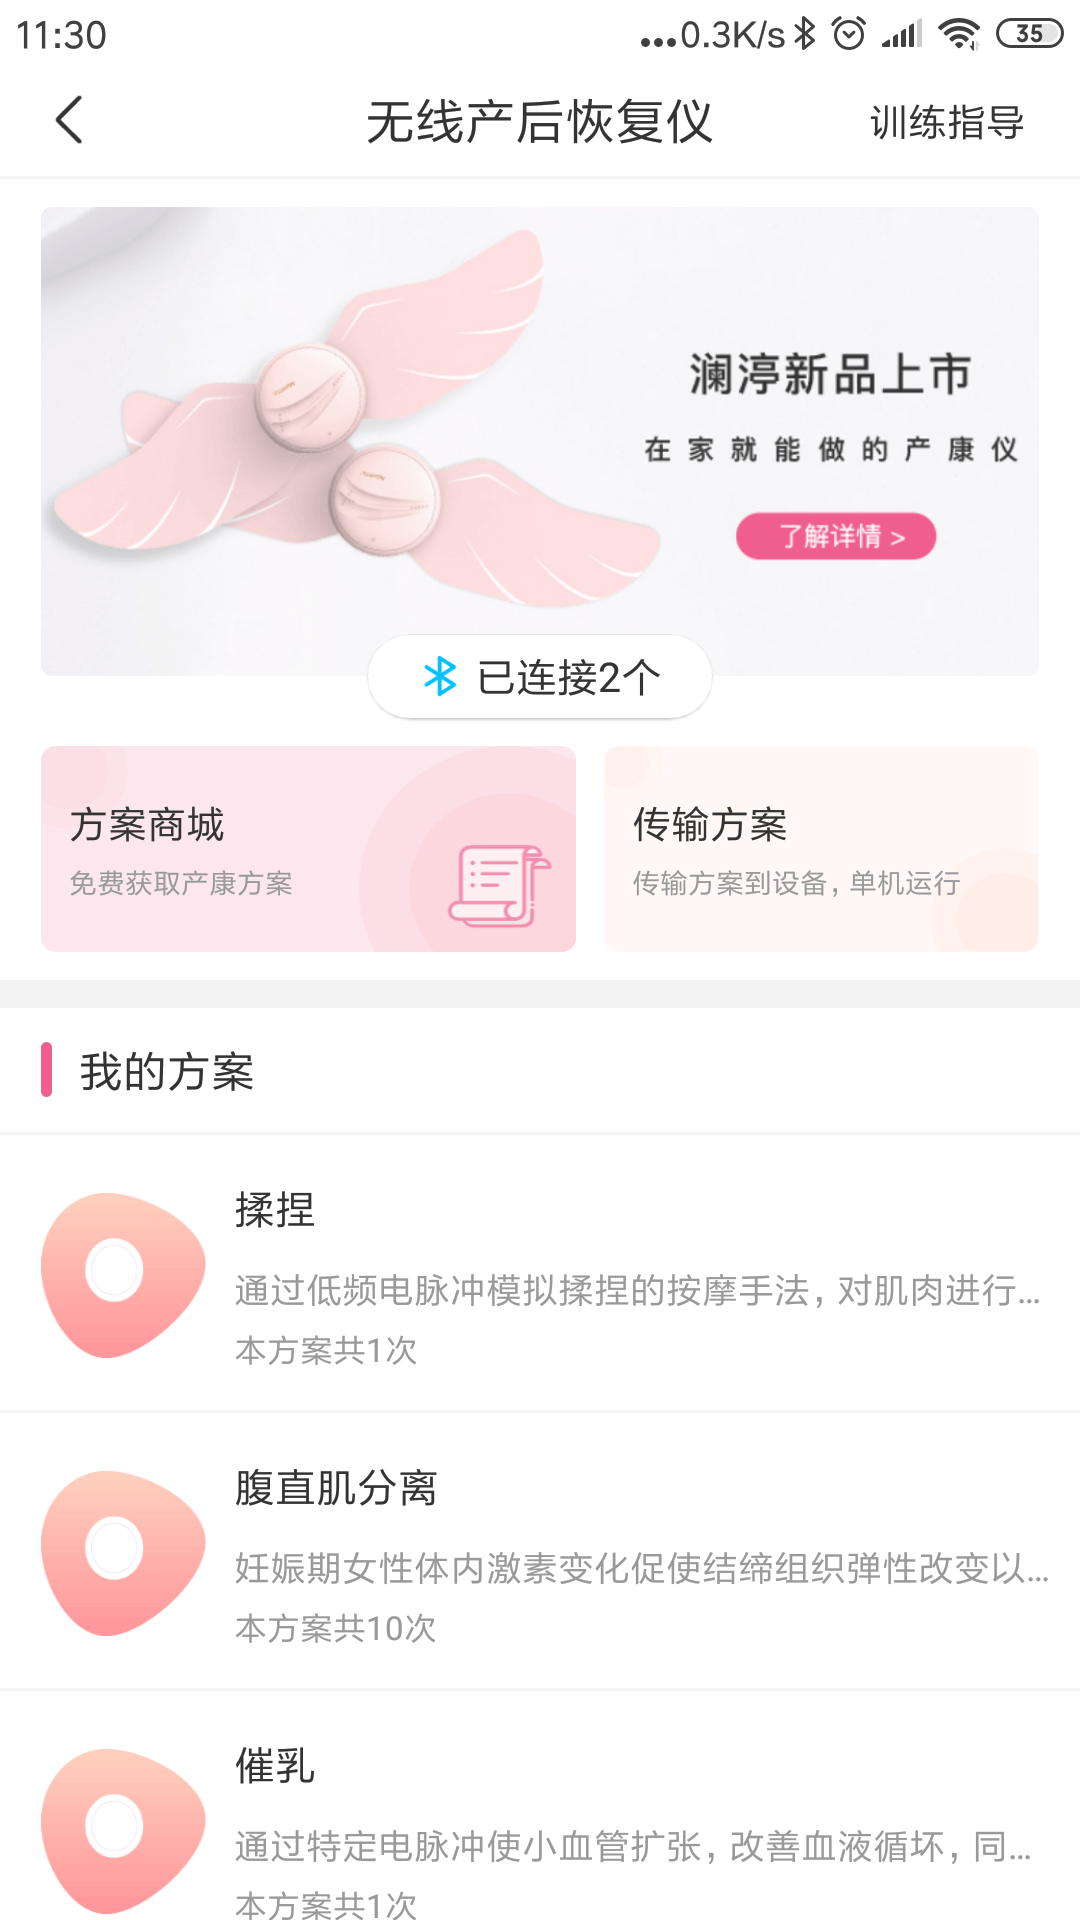 11:30
...0.3K/s
35
无线产后恢复仪
训练指导
澜渟新品上市
在家就能做的产康仪
了解详情 >
已连接2个
方案商城
免费获取产康方案
传输方案
传输方案到设备，单机运行
我的方案
揉捏
通过低频电脉冲模拟揉捏的按摩手法，对肌肉进行...
本方案共1次
腹直肌分离
妊娠期女性体内激素变化促使结缔组织弹性改变以...
本方案共10次
催乳
通过特定电脉冲使小血管扩张，改善血液循环，同...
本方案共1次